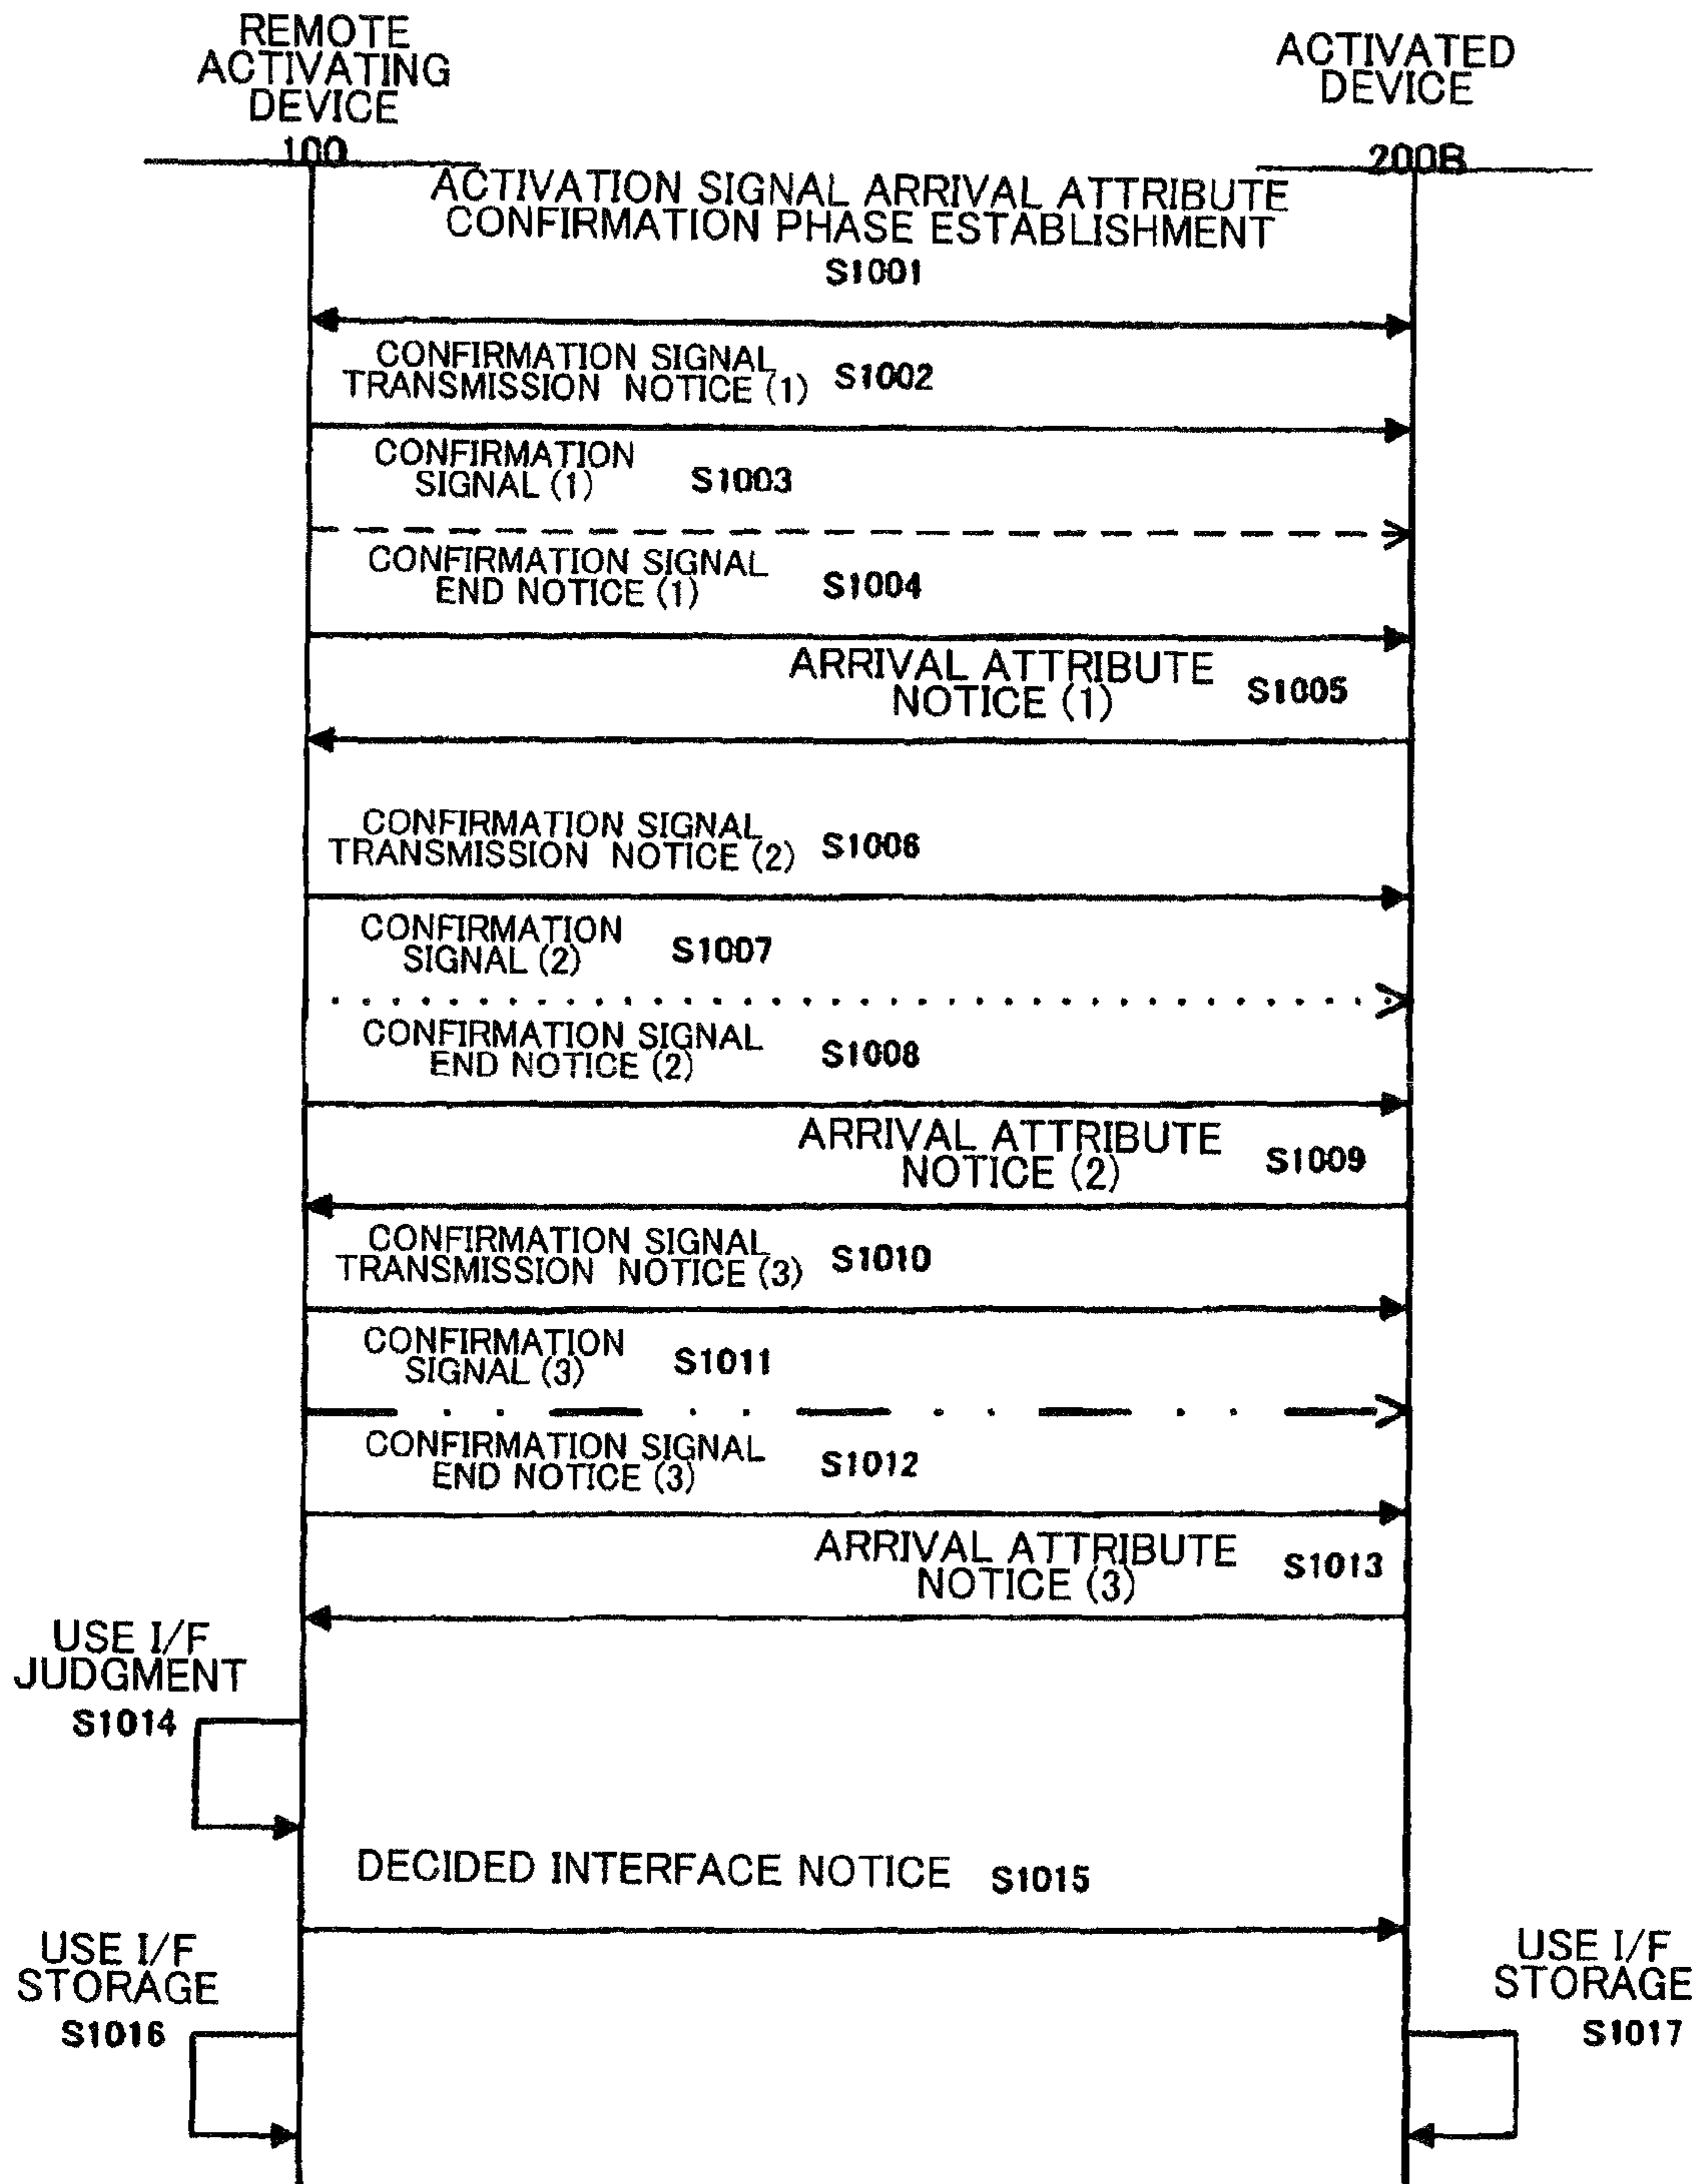 REMOTE
ACTIVATING
DEVICE
100
ACTIVATED
DEVICE
200B
ACTIVATION SIGNAL ARRIVAL ATTRIBUTE
CONFIRMATION PHASE ESTABLISHMENT
S1001
CONFIRMATION SIGNAL
TRANSMISSION NOTICE (1) S1002
CONFIRMATION
SIGNAL (1) S1003
CONFIRMATION SIGNAL
END NOTICE (1) S1004
ARRIVAL ATTRIBUTE
NOTICE (1) S1005
CONFIRMATION SIGNAL
TRANSMISSION NOTICE (2) S1006
CONFIRMATION
SIGNAL (2) S1007
CONFIRMATION SIGNAL
END NOTICE (2) S1008
ARRIVAL ATTRIBUTE
NOTICE (2) S1009
CONFIRMATION SIGNAL
TRANSMISSION NOTICE (3) S1010
CONFIRMATION
SIGNAL (3) S1011
CONFIRMATION SIGNAL
END NOTICE (3) S1012
ARRIVAL ATTRIBUTE
NOTICE (3) S1013
USE I/F
JUDGMENT
S1014
DECIDED INTERFACE NOTICE S1015
USE I/F
STORAGE
S1016
USE I/F
STORAGE
S1017